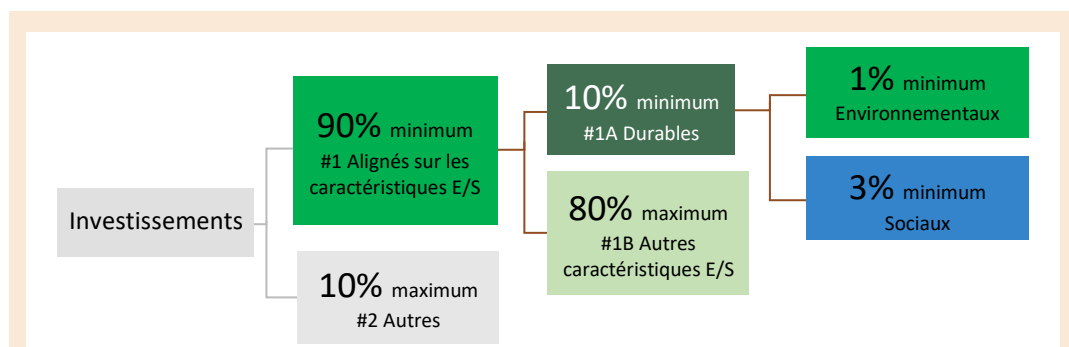 Investissements
90% minimum
#1 Alignés sur les
caractéristiques E/S
10% maximum
#2 Autres
10% minimum
#1A Durables
80% maximum
#1B Autres
caractéristiques E/S
1% minimum
Environnementaux
3% minimum
Sociaux